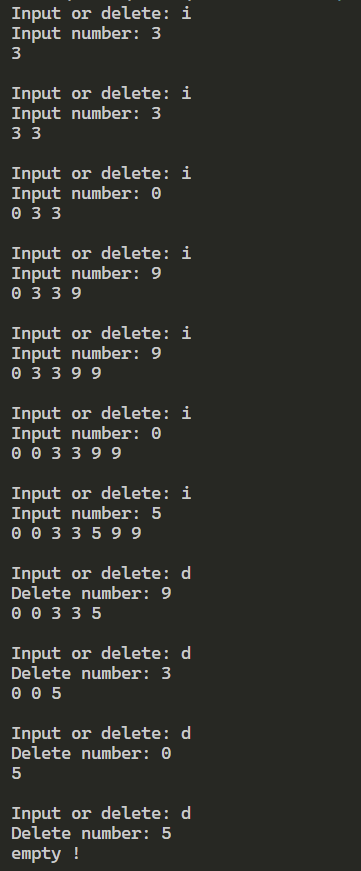 Input or delete: i
Input number: 3
3
Input or delete: i
Input number: 3
3 3
Input or delete: i
Input number: 0
0 3 3
Input or delete: i
Input number: 9
0 3 3 9
Input or delete: i
Input number: 9
0 3 3 9 9
Input or delete: i
Input number: 0
0 0 3 3 9 9
Input or delete: i
Input number: 5
0 0 3 3 5 9 9
Input or delete: d
Delete number: 9
0 0 3 3 5
Input or delete: d
Delete number: 3
0 0 5
Input or delete: d
Delete number: 0
5
Input or delete: d
Delete number: 5
empty !